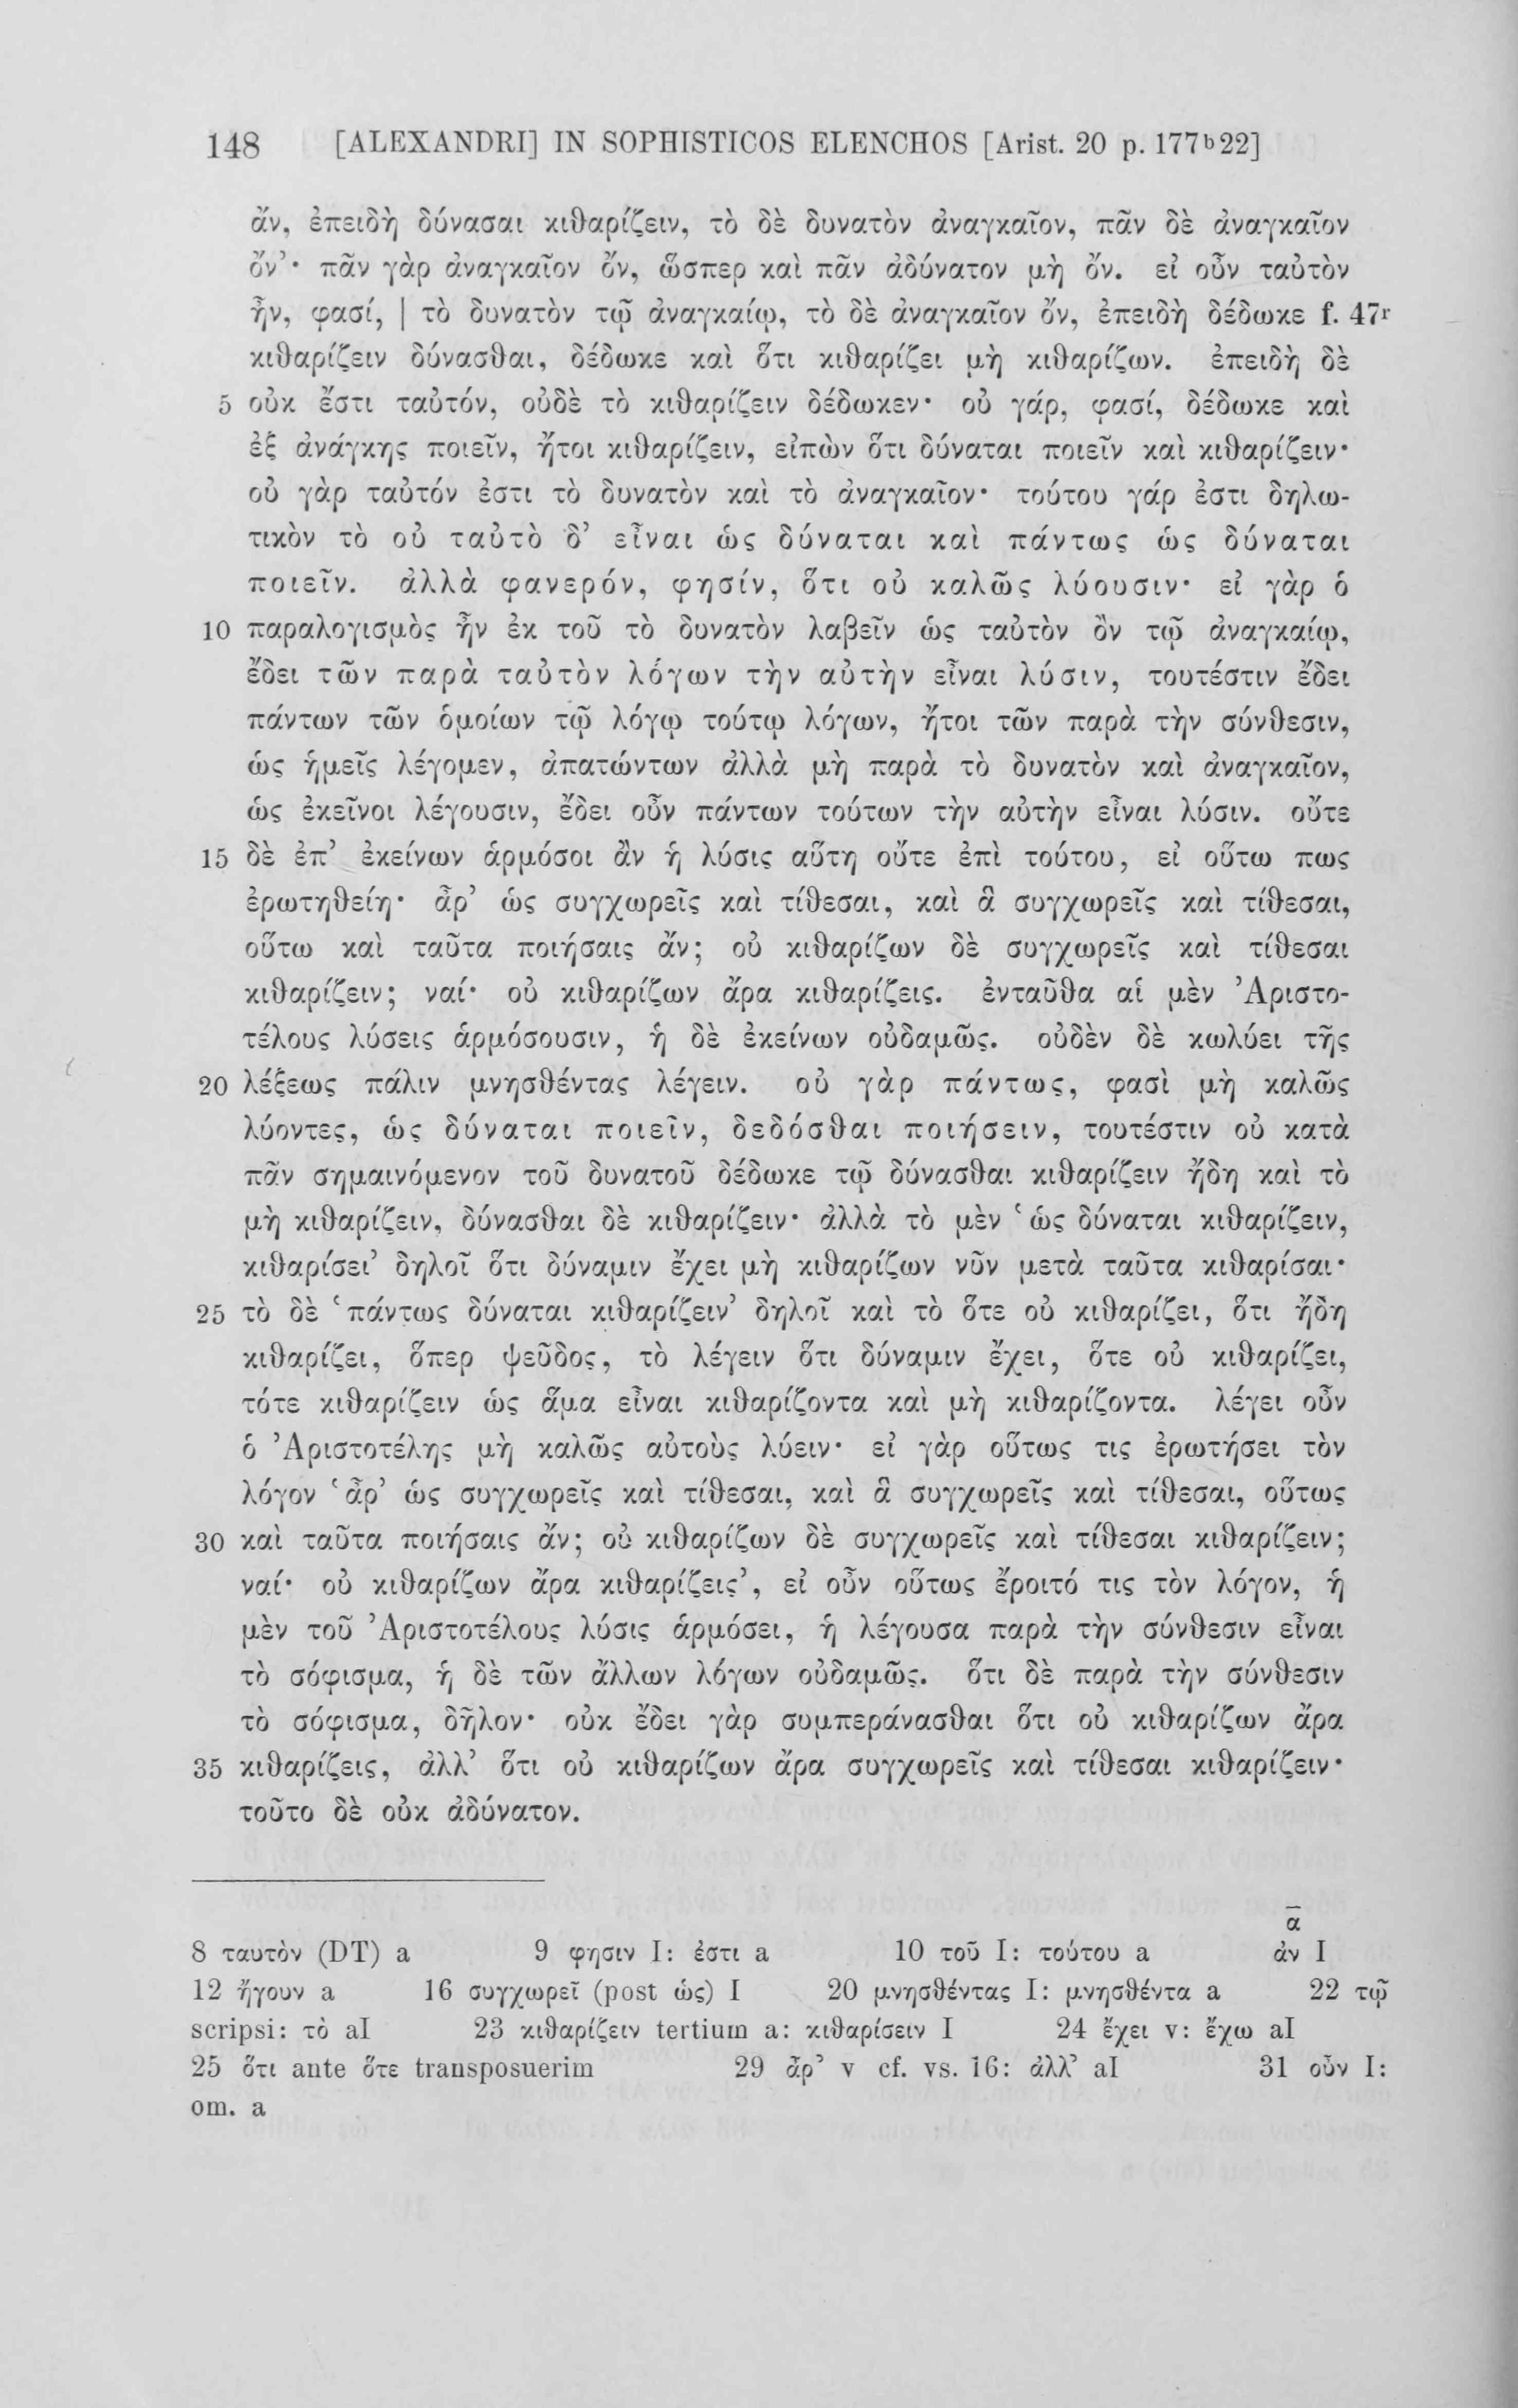 148 [ALEXANDRI] IN SOPHISTICOS ELENCHOS [Arist. 20 p. 177ᵇ22]
ἄν, ἐπειδὴ δύνασαι κιθαρίζειν, τὸ δὲ δυνατὸν ἀναγκαῖον, πᾶν δὲ ἀναγκαῖον
ὄν’· πᾶν γὰρ ἀναγκαῖον ὄν, ὥσπερ καὶ πᾶν ἀδύνατον μὴ ὄν. εἰ οὖν ταὐτὸν
ἦν, φασί, | τὸ δυνατὸν τῷ ἀναγκαίῳ, τὸ δὲ ἀναγκαῖον ὄν, ἐπειδὴ δέδωκε f. 47ʳ
κιθαρίζειν δύνασθαι, δέδωκε καὶ ὅτι κιθαρίζει μὴ κιθαρίζων. ἐπειδὴ δὲ
5 οὐκ ἔστι ταὐτόν, οὐδὲ τὸ κιθαρίζειν δέδωκεν· οὐ γάρ, φασί, δέδωκε καὶ
ἐξ ἀνάγκης ποιεῖν, ἤτοι κιθαρίζειν, εἰπὼν ὅτι δύναται ποιεῖν καὶ κιθαρίζειν·
οὐ γὰρ ταὐτόν ἐστι τὸ δυνατὸν καὶ τὸ ἀναγκαῖον· τούτου γάρ ἐστι δηλω-
τικὸν τὸ οὐ ταὐτὸ δ’ εἶναι ὡς δύναται καὶ πάντως ὡς δύναται
ποιεῖν. ἀλλὰ φανερόν, φησίν, ὅτι οὐ καλῶς λύουσιν· εἰ γὰρ ὁ
10 παραλογισμὸς ἦν ἐκ τοῦ τὸ δυνατὸν λαβεῖν ὡς ταὐτὸν ὂν τῷ ἀναγκαίῳ,
ἔδει τῶν παρὰ ταὐτὸν λόγων τὴν αὐτὴν εἶναι λύσιν, τουτέστιν ἔδει
πάντων τῶν ὁμοίων τῷ λόγῳ τούτῳ λόγων, ἤτοι τῶν παρὰ τὴν σύνθεσιν,
ὡς ἡμεῖς λέγομεν, ἀπατώντων ἀλλὰ μὴ παρὰ τὸ δυνατὸν καὶ ἀναγκαῖον,
ὡς ἐκεῖνοι λέγουσιν, ἔδει οὖν πάντων τούτων τὴν αὐτὴν εἶναι λύσιν. οὔτε
15 δὲ ἐπ’ ἐκείνων ἁρμόσοι ἂν ἡ λύσις αὕτη οὔτε ἐπὶ τούτου, εἰ οὕτω πως
ἐρωτηθείη· ἆρ’ ὡς συγχωρεῖς καὶ τίθεσαι, καὶ ἃ συγχωρεῖς καὶ τίθεσαι,
οὕτω καὶ ταῦτα ποιήσαις ἄν; οὐ κιθαρίζων δὲ συγχωρεῖς καὶ τίθεσαι
κιθαρίζειν; ναί· οὐ κιθαρίζων ἄρα κιθαρίζεις. ἐνταῦθα αἱ μὲν Ἀριστο-
τέλους λύσεις ἁρμόσουσιν, ἡ δὲ ἐκείνων οὐδαμῶς. οὐδὲν δὲ κωλύει τῆς
20 λέξεως πάλιν μνησθέντας λέγειν. οὐ γὰρ πάντως, φασὶ μὴ καλῶς
λύοντες, ὡς δύναται ποιεῖν, δεδόσθαι ποιήσειν, τουτέστιν οὐ κατὰ
πᾶν σημαινόμενον τοῦ δυνατοῦ δέδωκε τῷ δύνασθαι κιθαρίζειν ἤδη καὶ τὸ
μὴ κιθαρίζειν, δύνασθαι δὲ κιθαρίζειν· ἀλλὰ τὸ μὲν ‘ὡς δύναται κιθαρίζειν,
κιθαρίσει’ δηλοῖ ὅτι δύναμιν ἔχει μὴ κιθαρίζων νῦν μετὰ ταῦτα κιθαρίσαι·
25 τὸ δὲ ‘πάντως δύναται κιθαρίζειν’ δηλοῖ καὶ τὸ ὅτε οὐ κιθαρίζει, ὅτι ἤδη
κιθαρίζει, ὅπερ ψεῦδος, τὸ λέγειν ὅτι δύναμιν ἔχει, ὅτε οὐ κιθαρίζει,
τότε κιθαρίζειν ὡς ἅμα εἶναι κιθαρίζοντα καὶ μὴ κιθαρίζοντα. λέγει οὖν
ὁ Ἀριστοτέλης μὴ καλῶς αὐτοὺς λύειν· εἰ γὰρ οὕτως τις ἐρωτήσει τὸν
λόγον ‘ἆρ’ ὡς συγχωρεῖς καὶ τίθεσαι, καὶ ἃ συγχωρεῖς καὶ τίθεσαι, οὕτως
30 καὶ ταῦτα ποιήσαις ἄν; οὐ κιθαρίζων δὲ συγχωρεῖς καὶ τίθεσαι κιθαρίζειν;
ναί· οὐ κιθαρίζων ἄρα κιθαρίζεις’, εἰ οὖν οὕτως ἔροιτό τις τὸν λόγον, ἡ
μὲν τοῦ Ἀριστοτέλους λύσις ἁρμόσει, ἡ λέγουσα παρὰ τὴν σύνθεσιν εἶναι
τὸ σόφισμα, ἡ δὲ τῶν ἄλλων λόγων οὐδαμῶς. ὅτι δὲ παρὰ τὴν σύνθεσιν
τὸ σόφισμα, δῆλον· οὐκ ἔδει γὰρ συμπεράνασθαι ὅτι οὐ κιθαρίζων ἄρα
35 κιθαρίζεις, ἀλλ’ ὅτι οὐ κιθαρίζων ἄρα συγχωρεῖς καὶ τίθεσαι κιθαρίζειν·
τοῦτο δὲ οὐκ ἀδύνατον.
ᾱ
8 ταυτὸν (DT) a 9 φησιν I: ἐστι a 10 τοῦ I: τούτου a ἀν I
12 ἤγουν a 16 συγχωρεῖ (post ὡς) I 20 μνησθέντας I: μνησθέντα a 22 τῷ
scripsi: τὸ aI 23 κιθαρίζειν tertium a: κιθαρίσειν I 24 ἔχει v: ἔχω aI
25 ὅτι ante ὅτε transposuerim 29 ἆρ’ v cf. vs. 16: ἀλλ’ aI 31 οὖν I:
om. a